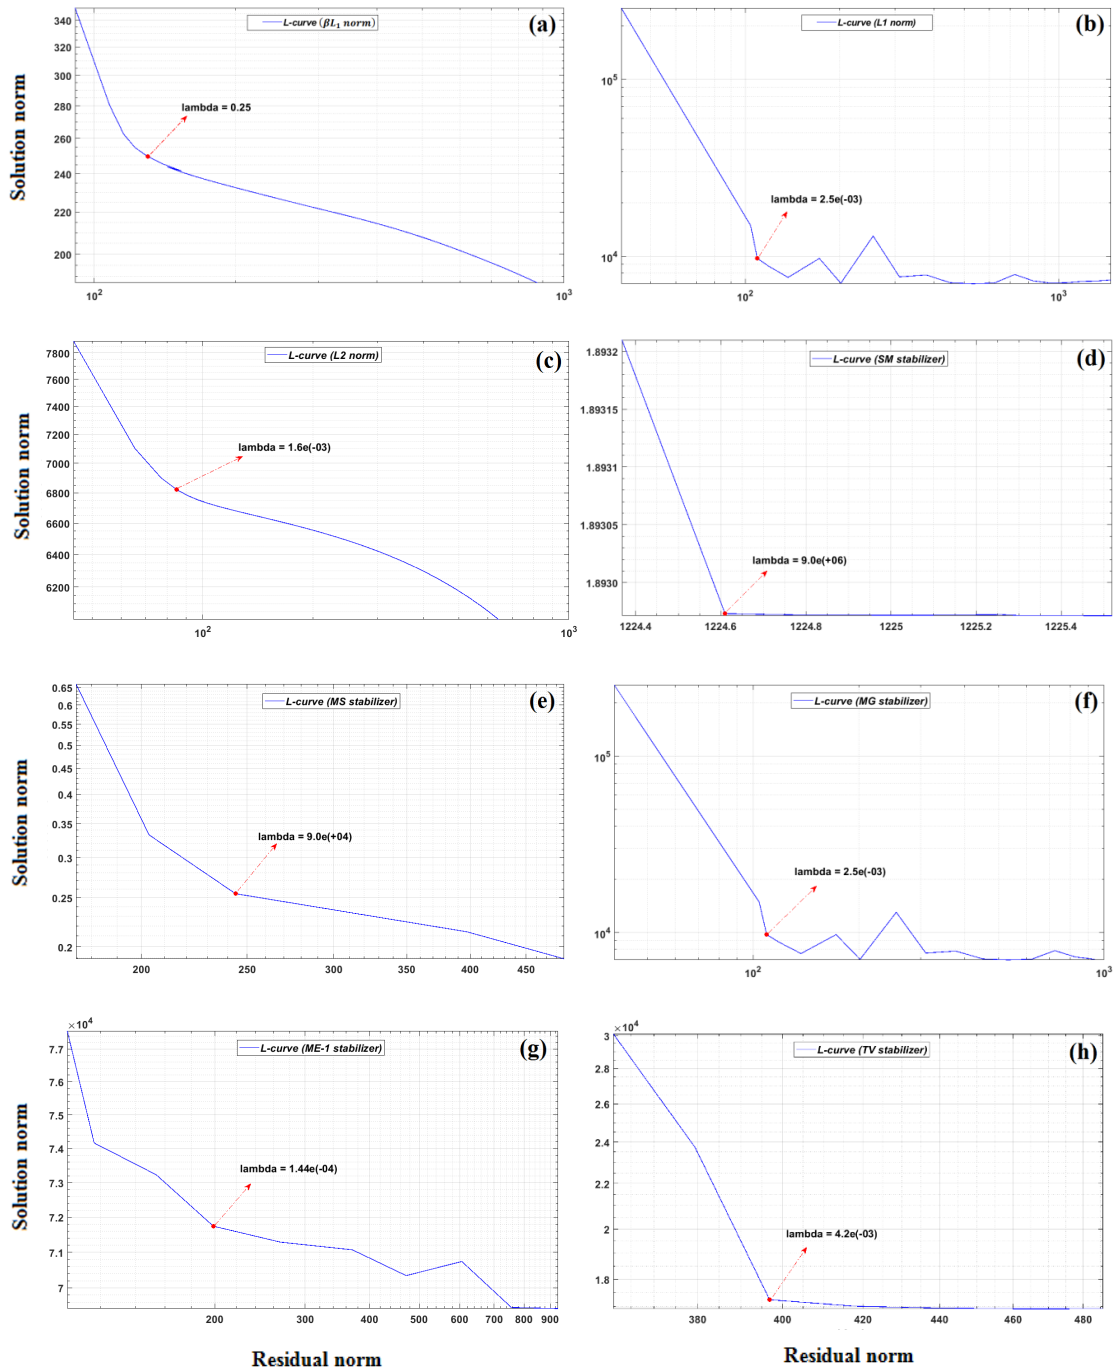 L-curve (βL1 norm)
(a)
340
320
300
280
260
240
220
200
lambda = 0.25
10^2
10^3
Solution norm
L-curve (L1 norm)
(b)
10^5
10^4
lambda = 2.5e(-03)
10^2
10^3
L-curve (L2 norm)
(c)
7800
7600
7400
7200
7000
6800
6600
6400
6200
lambda = 1.6e(-03)
10^2
10^3
Solution norm
L-curve (SM stabilizer)
(d)
1.8932
1.89315
1.8931
1.89305
1.8930
lambda = 9.0e(+06)
1224.4 1224.6 1224.8 1225 1225.2 1225.4
L-curve (MS stabilizer)
(e)
0.65
0.6
0.55
0.5
0.45
0.4
0.35
0.3
0.25
0.2
lambda = 9.0e(+04)
200 250 300 350 400 450
Solution norm
L-curve (MG stabilizer)
(f)
10^5
10^4
lambda = 2.5e(-03)
10^2
10^3
×10^4
L-curve (ME-1 stabilizer)
(g)
7.7
7.6
7.5
7.4
7.3
7.2
7.1
7
lambda = 1.44e(-04)
200 300 400 500 600 700 800 900
Solution norm
Residual norm
×10^4
L-curve (TV stabilizer)
(h)
3
2.8
2.6
2.4
2.2
2
1.8
lambda = 4.2e(-03)
380 400 420 440 460 480
Residual norm